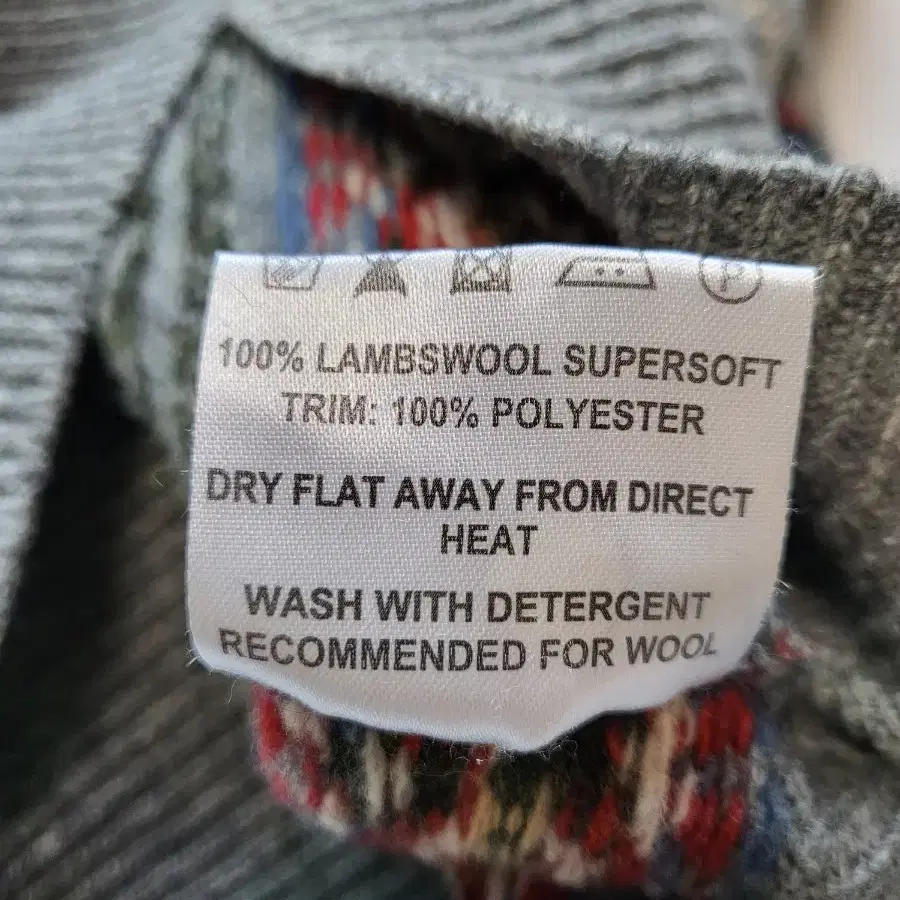 P
100% LAMBSWOOL SUPERSOFT
TRIM: 100% POLYESTER
DRY FLAT AWAY FROM DIRECT
HEAT
WASH WITH DETERGENT
RECOMMENDED FOR WOOL